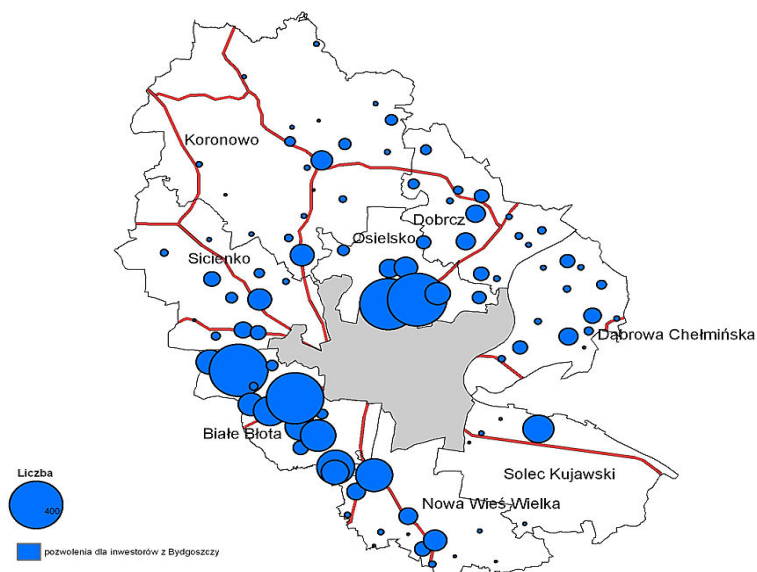 Koronowo
Dobrcz
Osielsko
Sicienko
Dąbrowa Chełmińska
Białe Błota
Solec Kujawski
Nowa Wieś Wielka
Liczba
400
pozwolenia dla inwestorów z Bydgoszczy